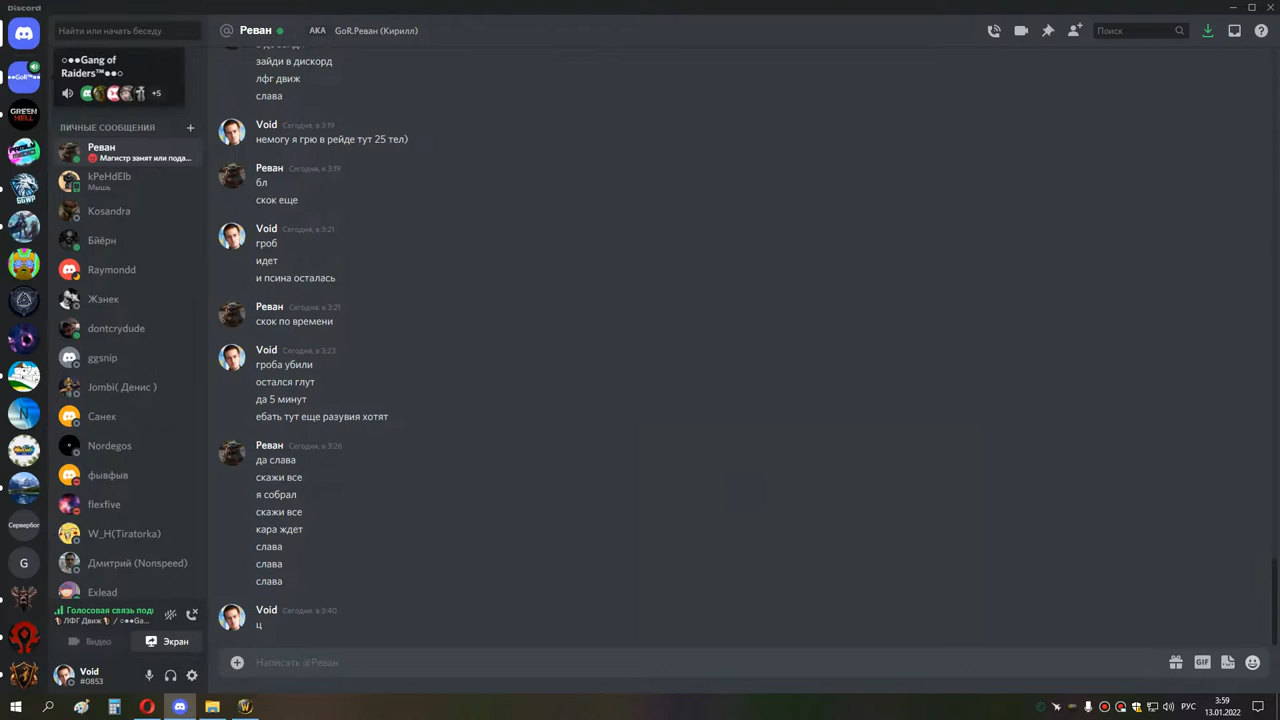 Discord
Найти или начать беседу
Реван
AKA
GoR.Реван (Кирилл)
Поиск
○●●Gang of
Raiders™●●○
+5
●●GoR™●●
GREEN
HELL
GGWP
Сервербог
G
ЛИЧНЫЕ СООБЩЕНИЯ
Реван
Магистр занят или пода...
kPeHdElb
Мышь
Kosandra
Бйёрн
Raymondd
Жэнек
dontcrydude
ggsnip
Jombi( Денис )
Санек
Nordegos
фывфыв
flexfive
W_H(Tiratorka)
Дмитрий (Nonspeed)
Exlead
Голосовая связь подı
ЛФГ Движ / ○●●Ga...
Видео
Экран
Void
#0853
зайди в дискорд
лфг движ
слава
Void Сегодня, в 3:19
немогу я грю в рейде тут 25 тел)
Реван Сегодня, в 3:19
бл
скок еще
Void Сегодня, в 3:21
гроб
идет
и псина осталась
Реван Сегодня, в 3:21
скок по времени
Void Сегодня, в 3:23
гроба убили
остался глут
да 5 минут
ебать тут еще разувия хотят
Реван Сегодня, в 3:26
да слава
скажи все
я собрал
скажи все
кара ждет
слава
слава
слава
Void Сегодня, в 3:40
ц
Написать @Реван
GIF
РУС
3:59
13.01.2022